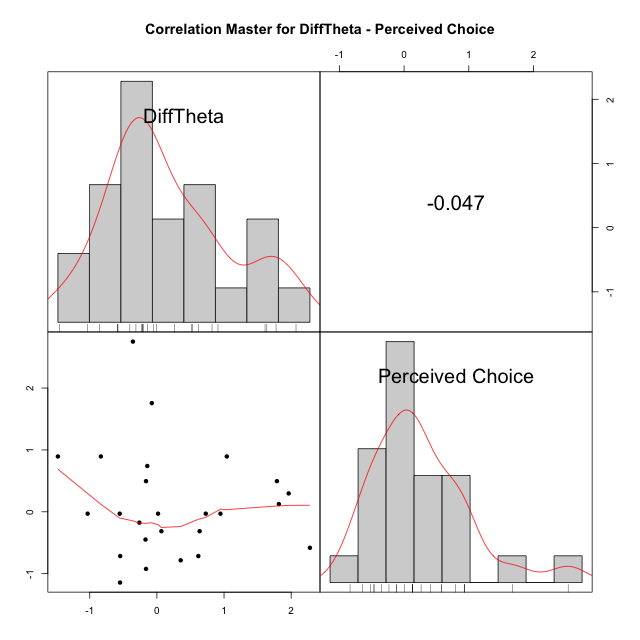 Correlation Master for DiffTheta - Perceived Choice
-1 0 1 2
DiffTheta
-0.047
2
1
0
-1
Perceived Choice
2
1
0
-1
-1 0 1 2